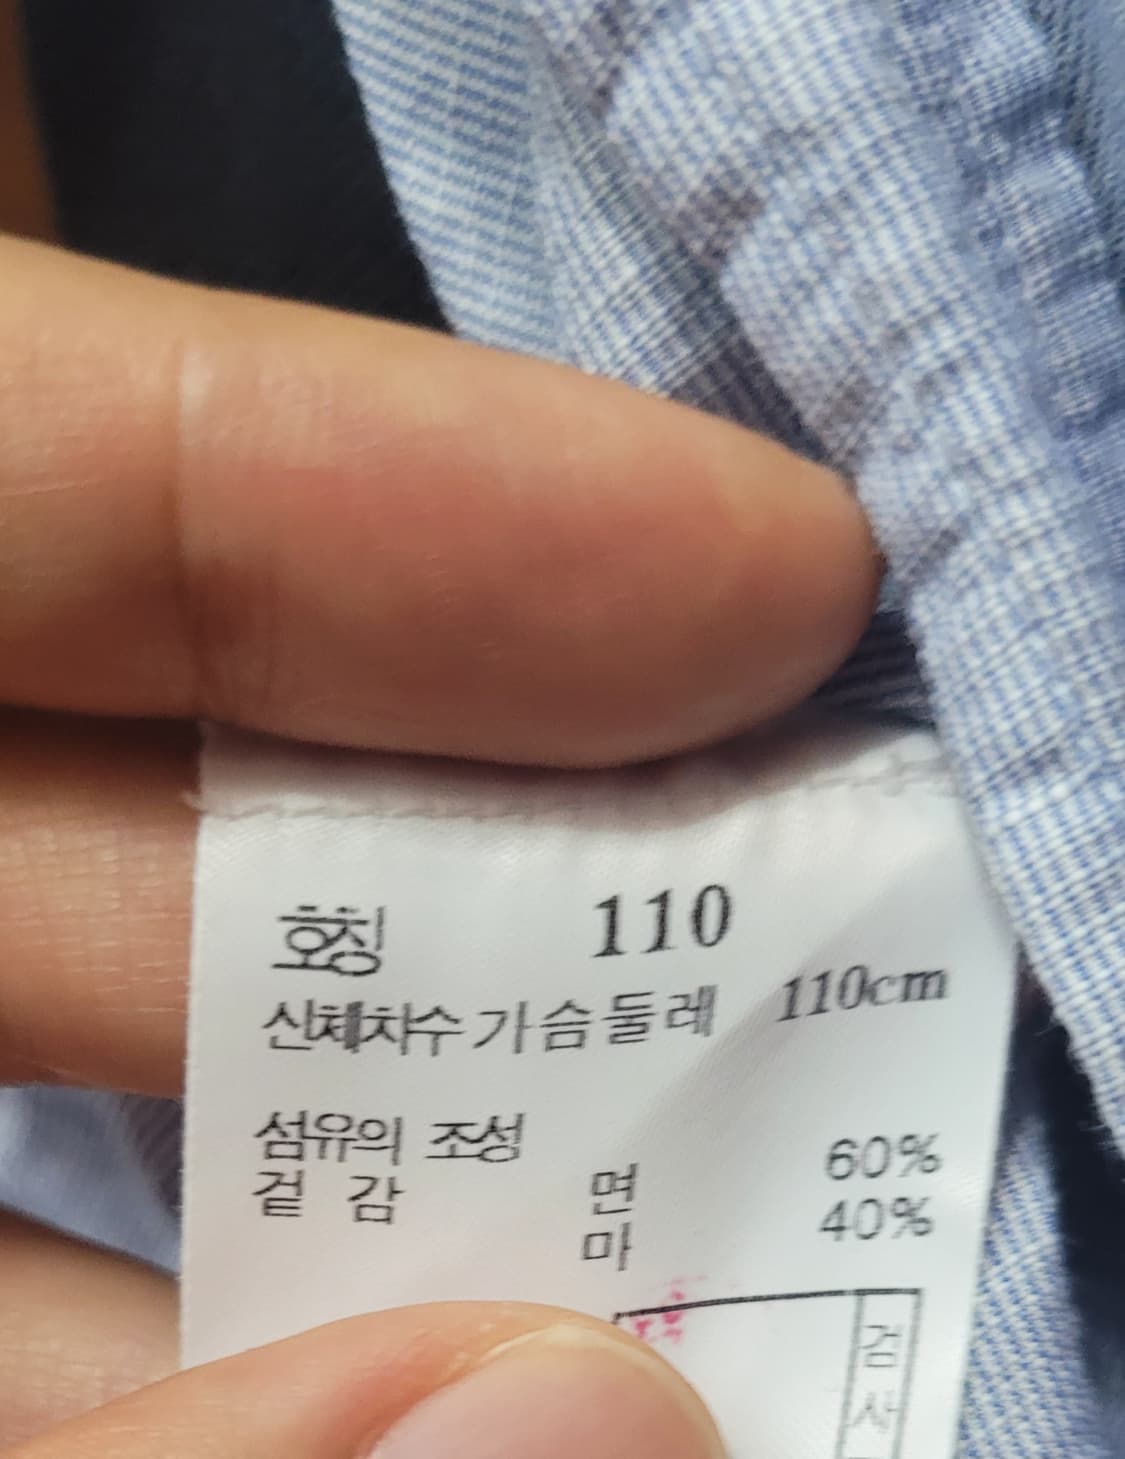 호칭 110
신체치수 가슴둘레 110cm
섬유의 조성
겉감 면 60%
마 40%
검사